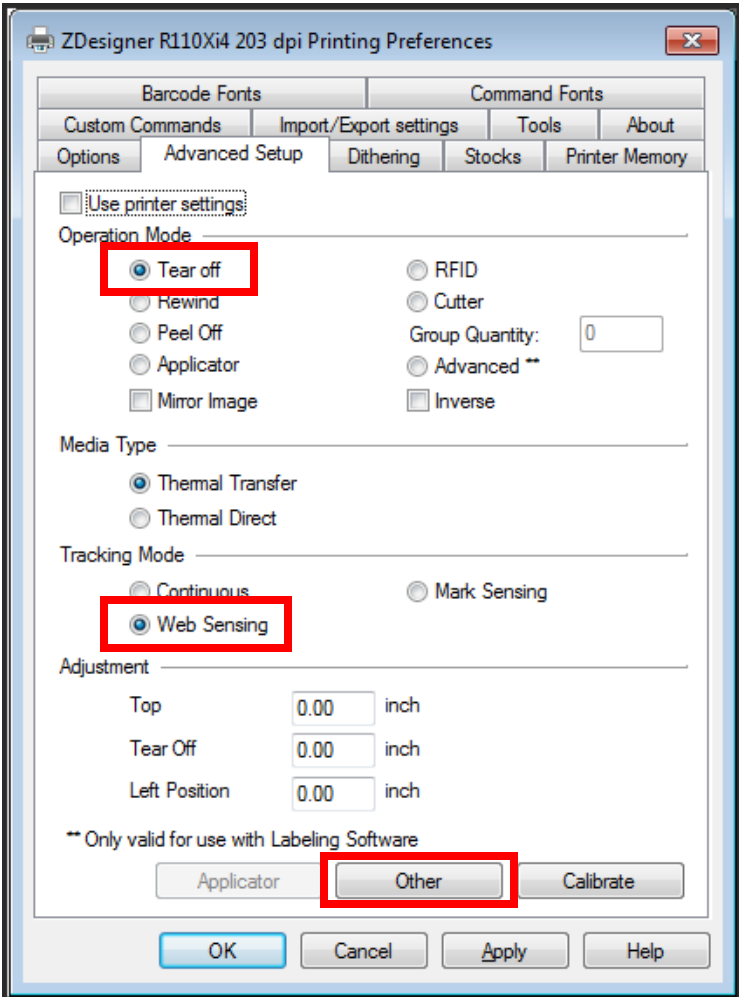 ZDesigner R110Xi4 203 dpi Printing Preferences
Barcode Fonts Command Fonts
Custom Commands Import/Export settings Tools About
Options Advanced Setup Dithering Stocks Printer Memory
Use printer settings
Operation Mode
Tear off RFID
Rewind Cutter
Peel Off Group Quantity: 0
Applicator Advanced **
Mirror Image Inverse
Media Type
Thermal Transfer
Thermal Direct
Tracking Mode
Continuous Mark Sensing
Web Sensing
Adjustment
Top 0.00 inch
Tear Off 0.00 inch
Left Position 0.00 inch
** Only valid for use with Labeling Software
Applicator Other Calibrate
OK Cancel Apply Help